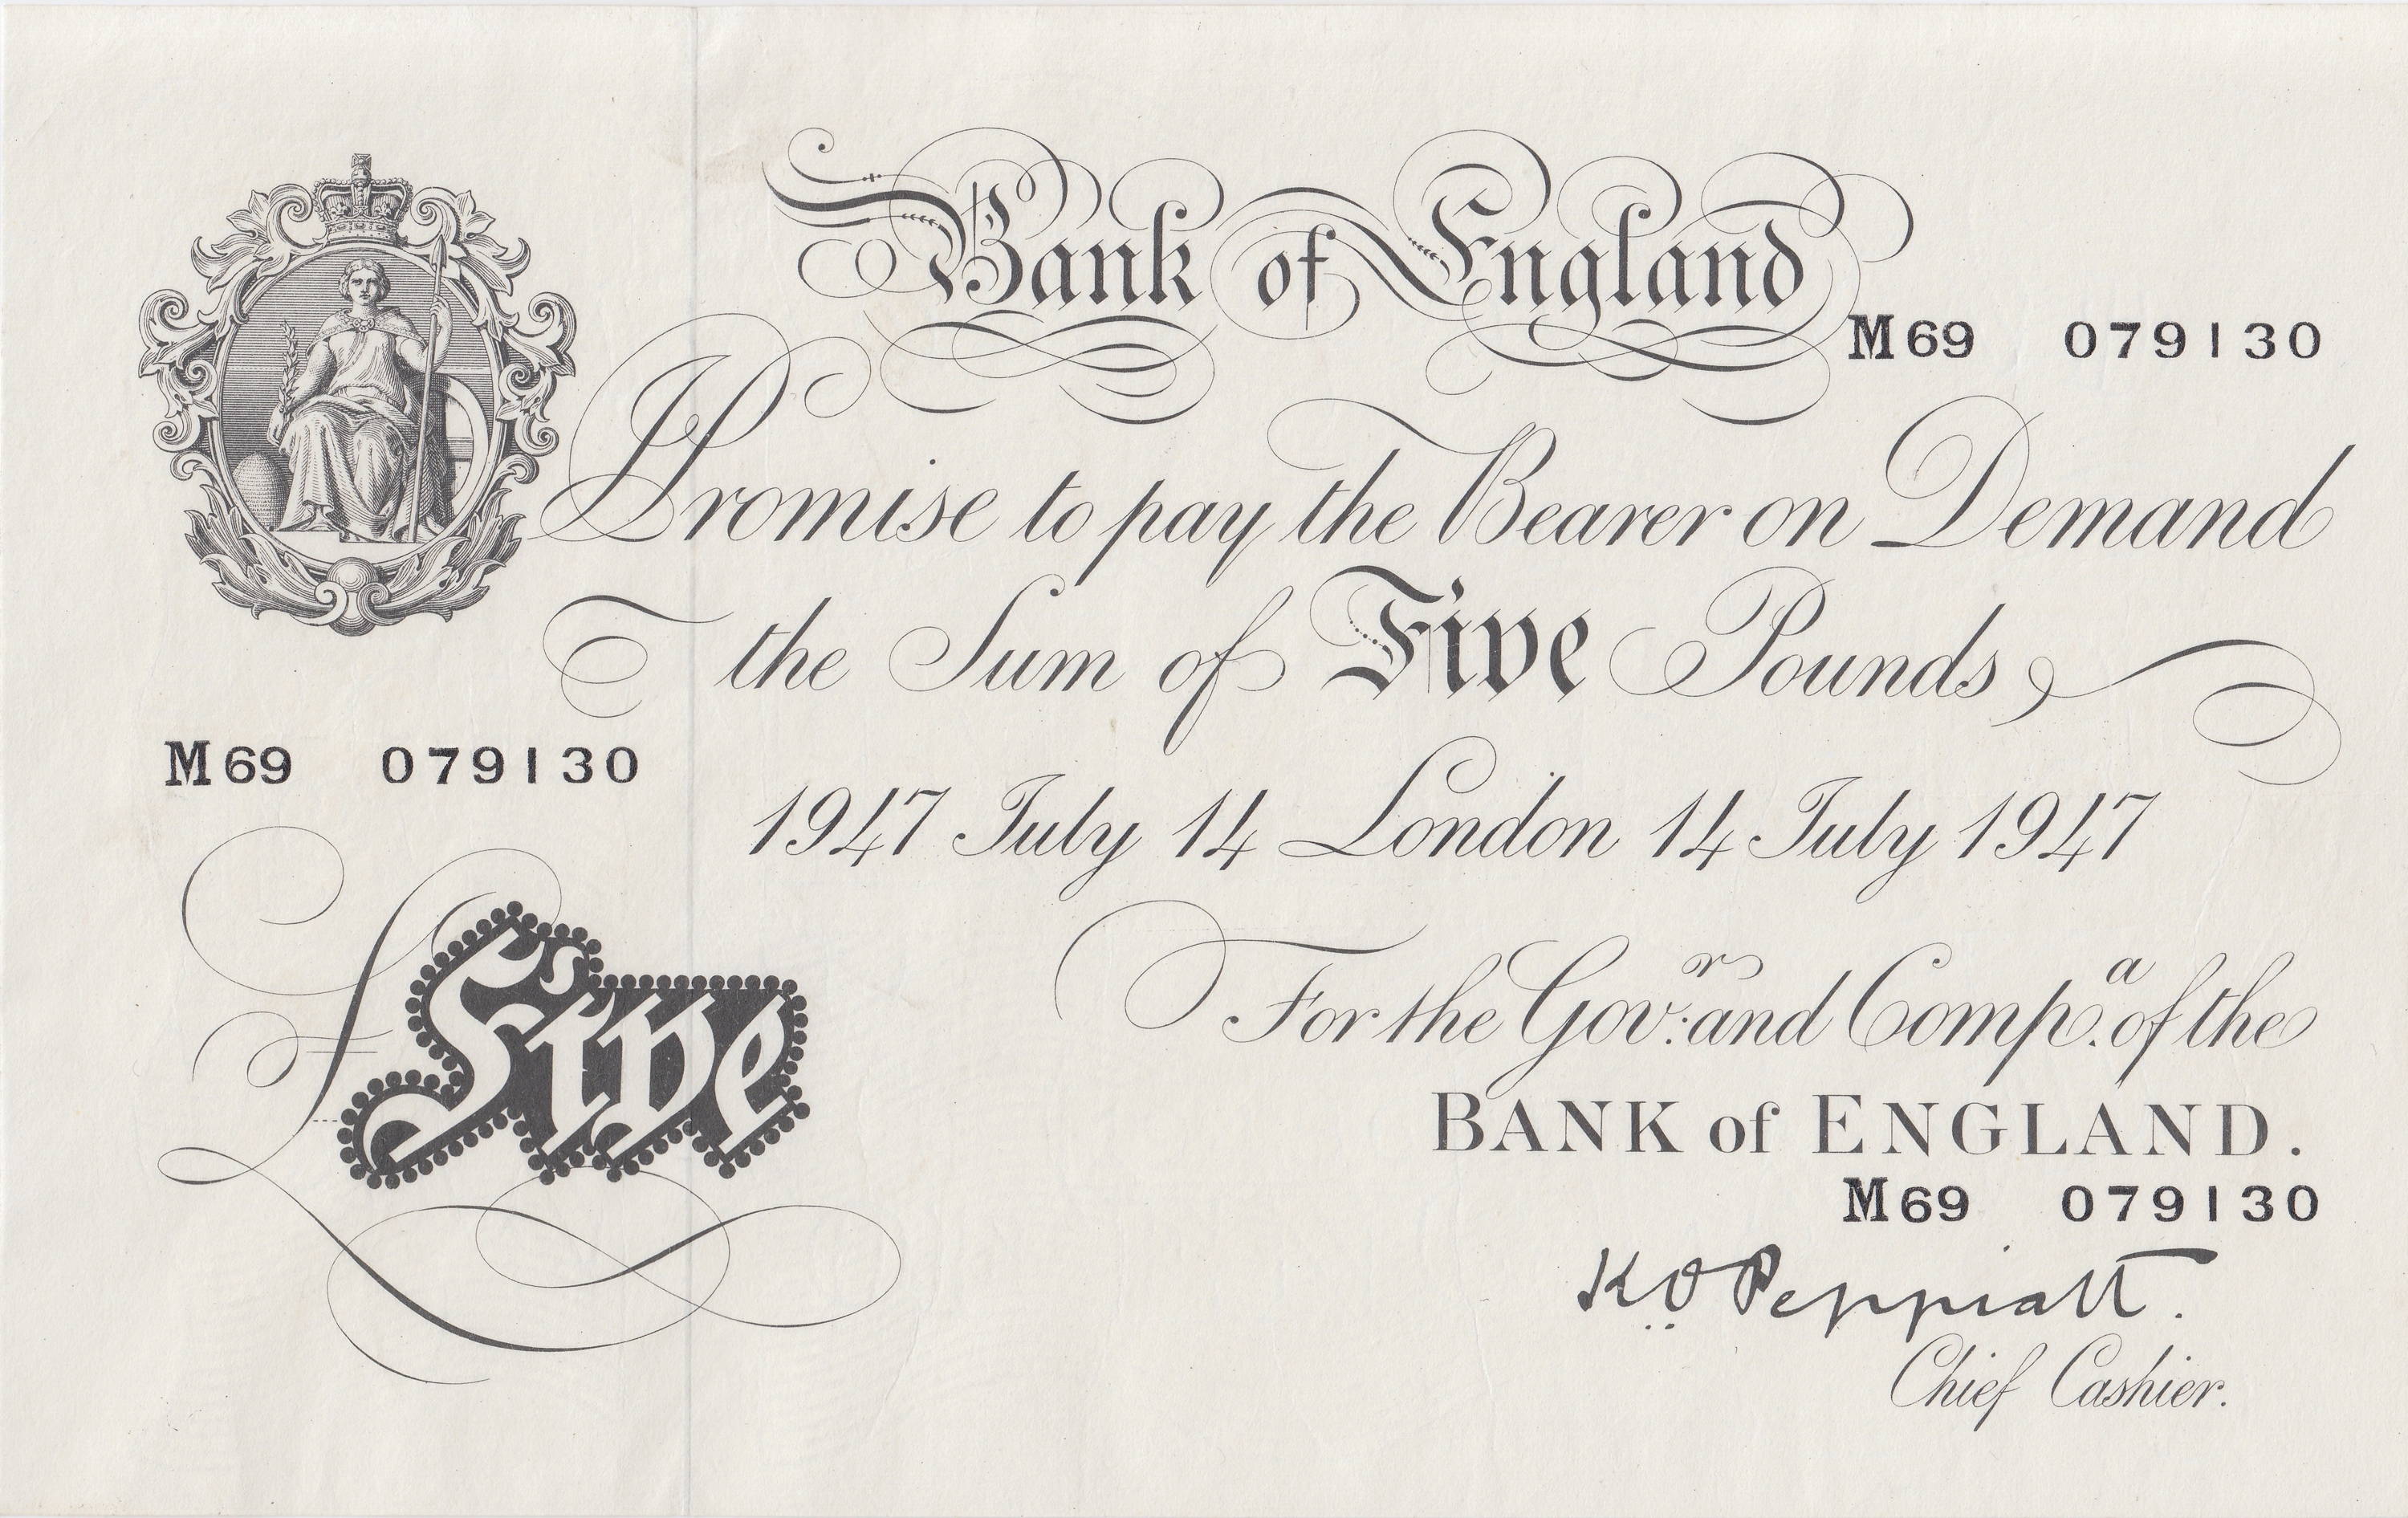 Bank of England
M69 079130
I Promise to pay the Bearer on Demand
the Sum of Five Pounds
M69 079130
1947 July 14 London 14 July 1947
£Five
For the Gov.r and Comp.a of the
BANK of ENGLAND.
M69 079130
K.O. Peppiatt.
Chief Cashier.